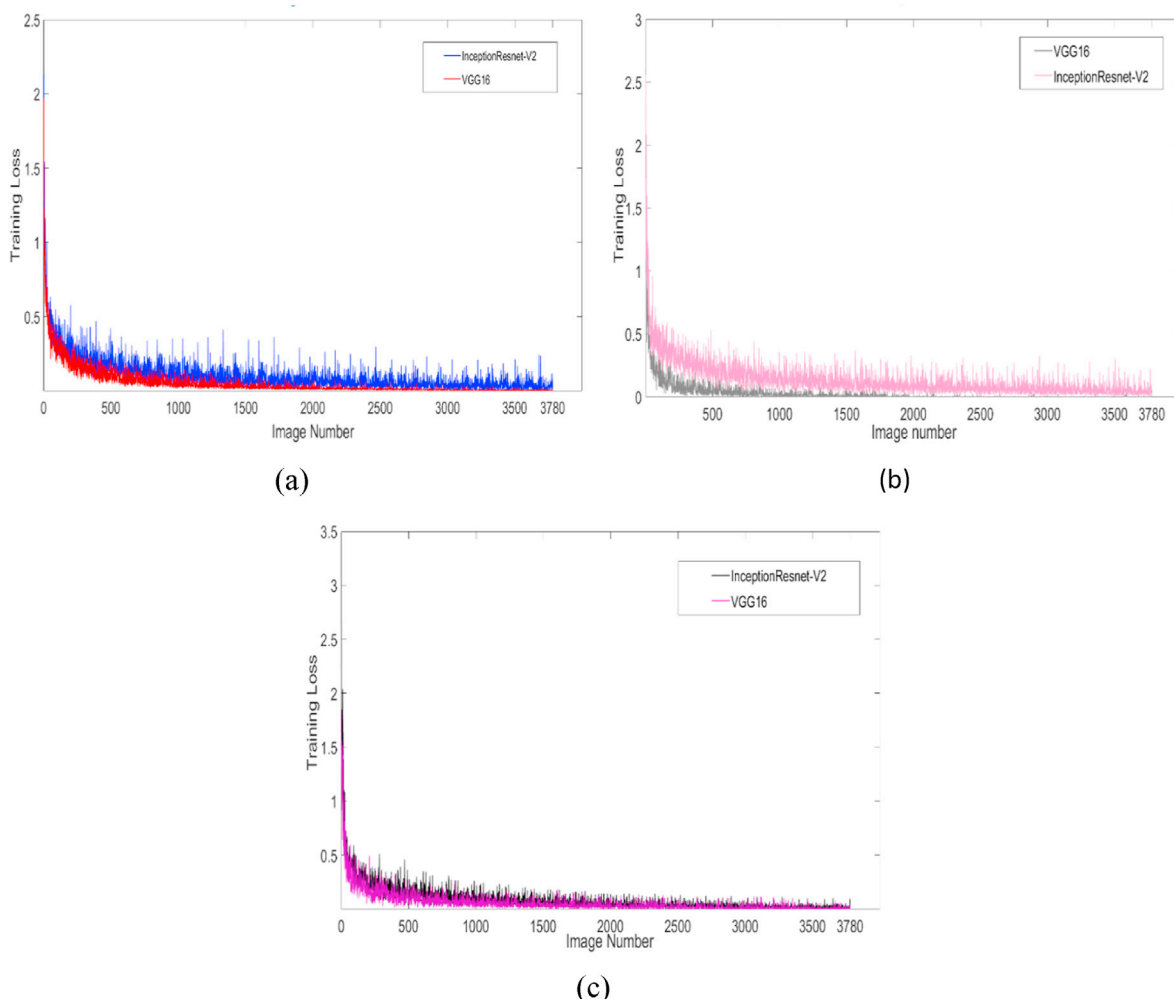 2.5
2
1.5
1
0.5
Training Loss
InceptionResnet-V2
VGG16
0 500 1000 1500 2000 2500 3000 3500 3780
Image Number
(a)
3
2.5
2
1.5
1
0.5
0
Training Loss
VGG16
InceptionResnet-V2
500 1000 1500 2000 2500 3000 3500 3780
Image number
(b)
3.5
3
2.5
2
1.5
1
0.5
Training Loss
InceptionResnet-V2
VGG16
0 500 1000 1500 2000 2500 3000 3500 3780
Image Number
(c)